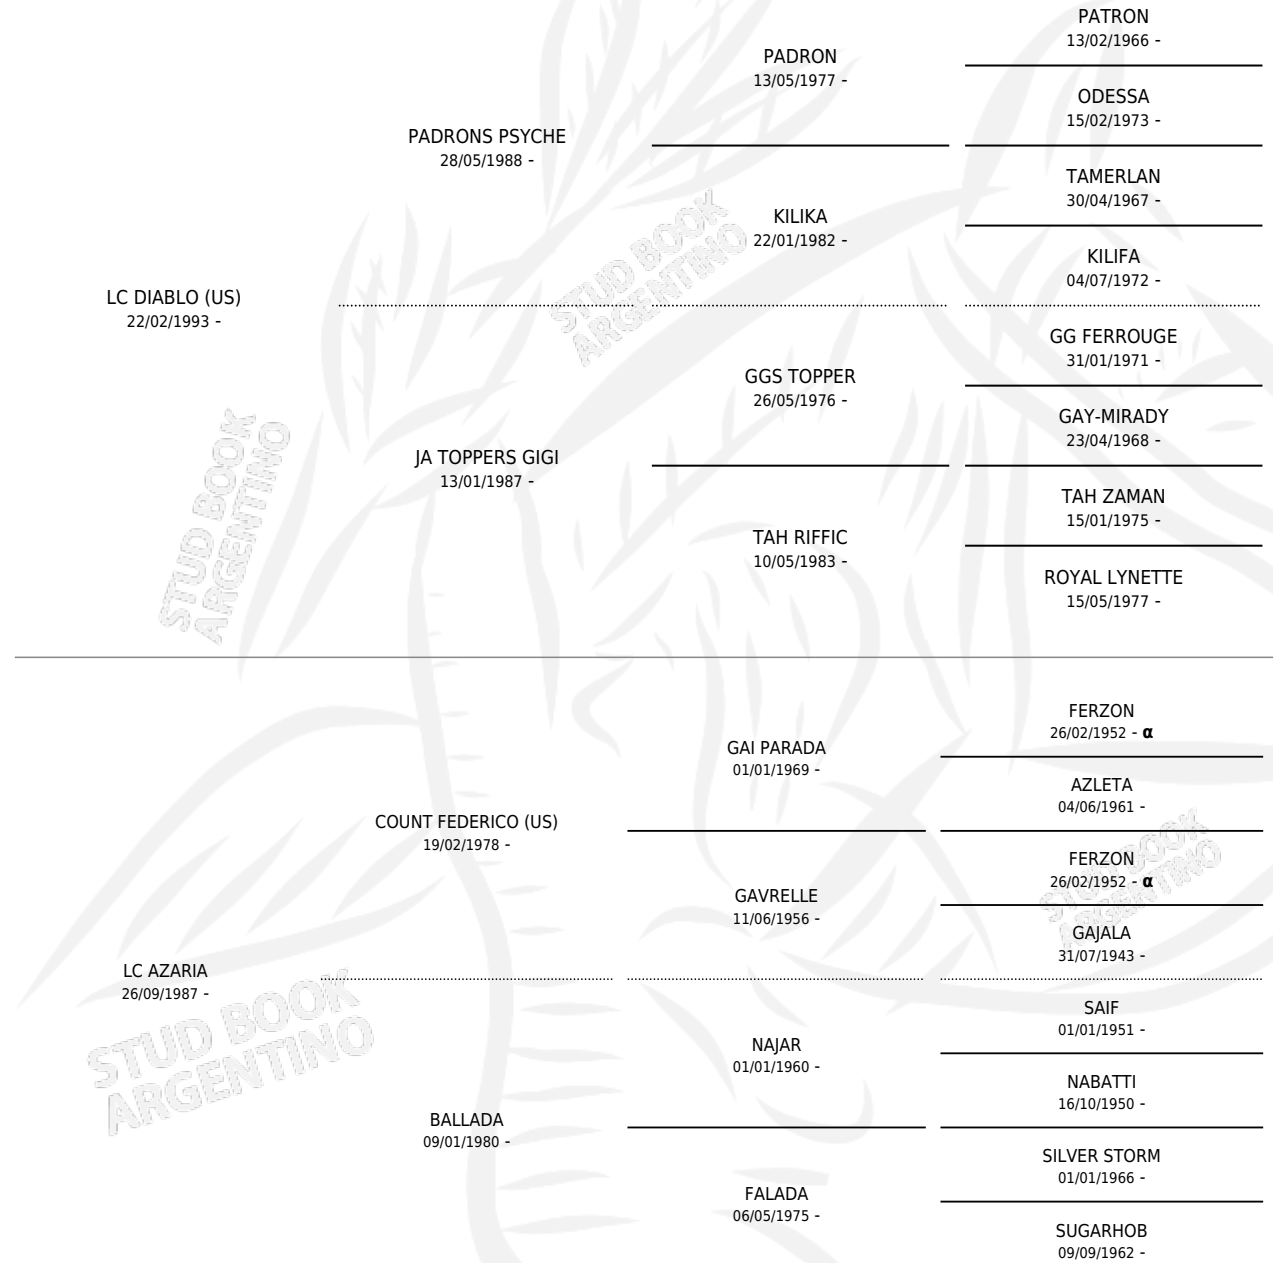 PATRON
13/02/1966 -
PADRON
13/05/1977 -
ODESSA
15/02/1973 -
PADRONS PSYCHE
28/05/1988 -
TAMERLAN
30/04/1967 -
KILIKA
22/01/1982 -
KILIFA
04/07/1972 -
LC DIABLO (US)
22/02/1993 -
GG FERROUGE
31/01/1971 -
GGS TOPPER
26/05/1976 -
GAY-MIRADY
23/04/1968 -
JA TOPPERS GIGI
13/01/1987 -
TAH ZAMAN
15/01/1975 -
TAH RIFFIC
10/05/1983 -
ROYAL LYNETTE
15/05/1977 -
FERZON
26/02/1952 - α
GAI PARADA
01/01/1969 -
AZLETA
04/06/1961 -
COUNT FEDERICO (US)
19/02/1978 -
FERZON
26/02/1952 - α
GAVRELLE
11/06/1956 -
GAJALA
31/07/1943 -
LC AZARIA
26/09/1987 -
SAIF
01/01/1951 -
NAJAR
01/01/1960 -
NABATTI
16/10/1950 -
BALLADA
09/01/1980 -
SILVER STORM
01/01/1966 -
FALADA
06/05/1975 -
SUGARHOB
09/09/1962 -
STUD BOOK
ARGENTINO
STUD BOOK
ARGENTINO
STUD BOOK
ARGENTINO
STUD BOOK
ARGENTINO